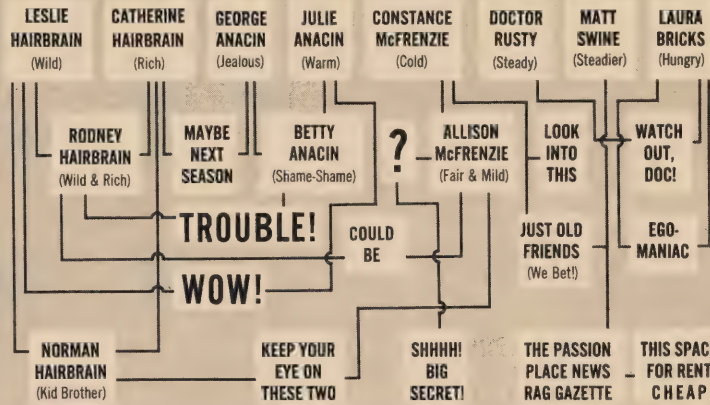 LESLIE
HAIRBRAIN
(Wild)
CATHERINE
HAIRBRAIN
(Rich)
GEORGE
ANACIN
(Jealous)
JULIE
ANACIN
(Warm)
CONSTANCE
McFRENZIE
(Cold)
DOCTOR
RUSTY
(Steady)
MATT
SWINE
(Steadier)
LAURA
BRICKS
(Hungry)
RODNEY
HAIRBRAIN
(Wild & Rich)
MAYBE
NEXT
SEASON
BETTY
ANACIN
(Shame-Shame)
?
ALLISON
McFRENZIE
(Fair & Mild)
LOOK
INTO
THIS
WATCH
OUT,
DOC!
TROUBLE!
COULD
BE
JUST OLD
FRIENDS
(We Bet!)
EGO-
MANIAC
WOW!
NORMAN
HAIRBRAIN
(Kid Brother)
KEEP YOUR
EYE ON
THESE TWO
SHHHH!
BIG
SECRET!
THE PASSION
PLACE NEWS
RAG GAZETTE
THIS SPAC
FOR RENT
CHEAP